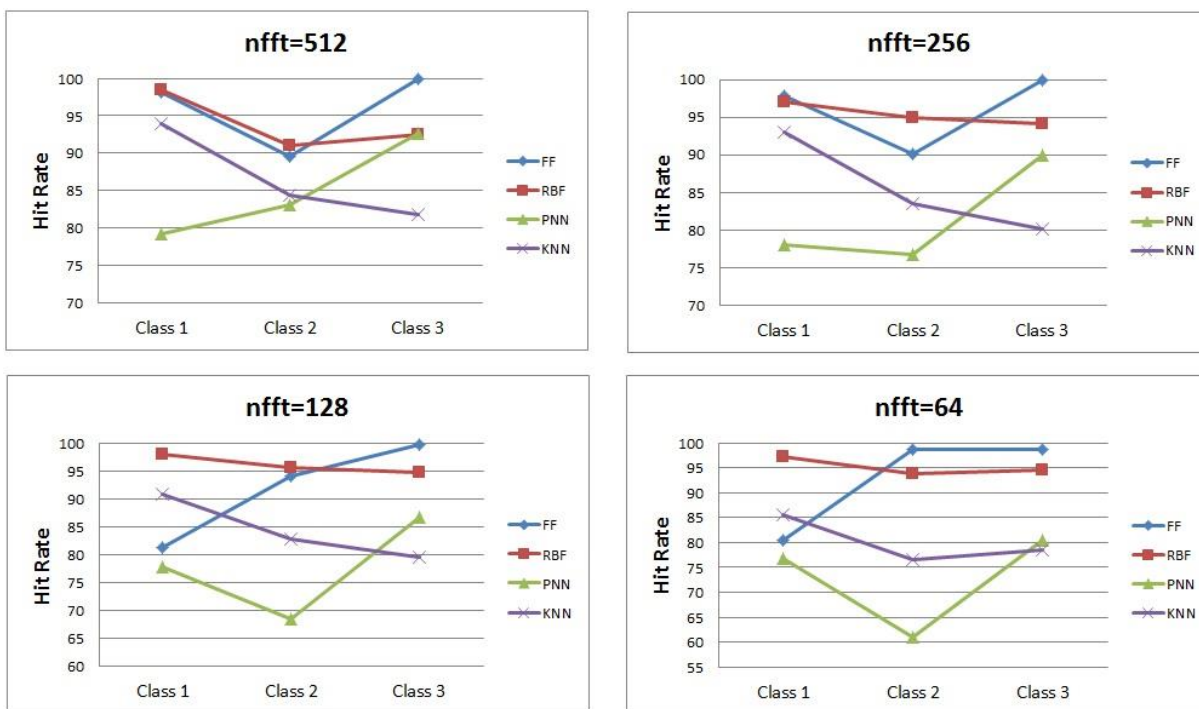 nfft=512
Hit Rate
100
95
90
85
80
75
70
Class 1 Class 2 Class 3
FF
RBF
PNN
KNN
nfft=256
Hit Rate
100
95
90
85
80
75
70
Class 1 Class 2 Class 3
FF
RBF
PNN
KNN
nfft=128
Hit Rate
100
95
90
85
80
75
70
65
60
Class 1 Class 2 Class 3
FF
RBF
PNN
KNN
nfft=64
Hit Rate
100
95
90
85
80
75
70
65
60
55
Class 1 Class 2 Class 3
FF
RBF
PNN
KNN